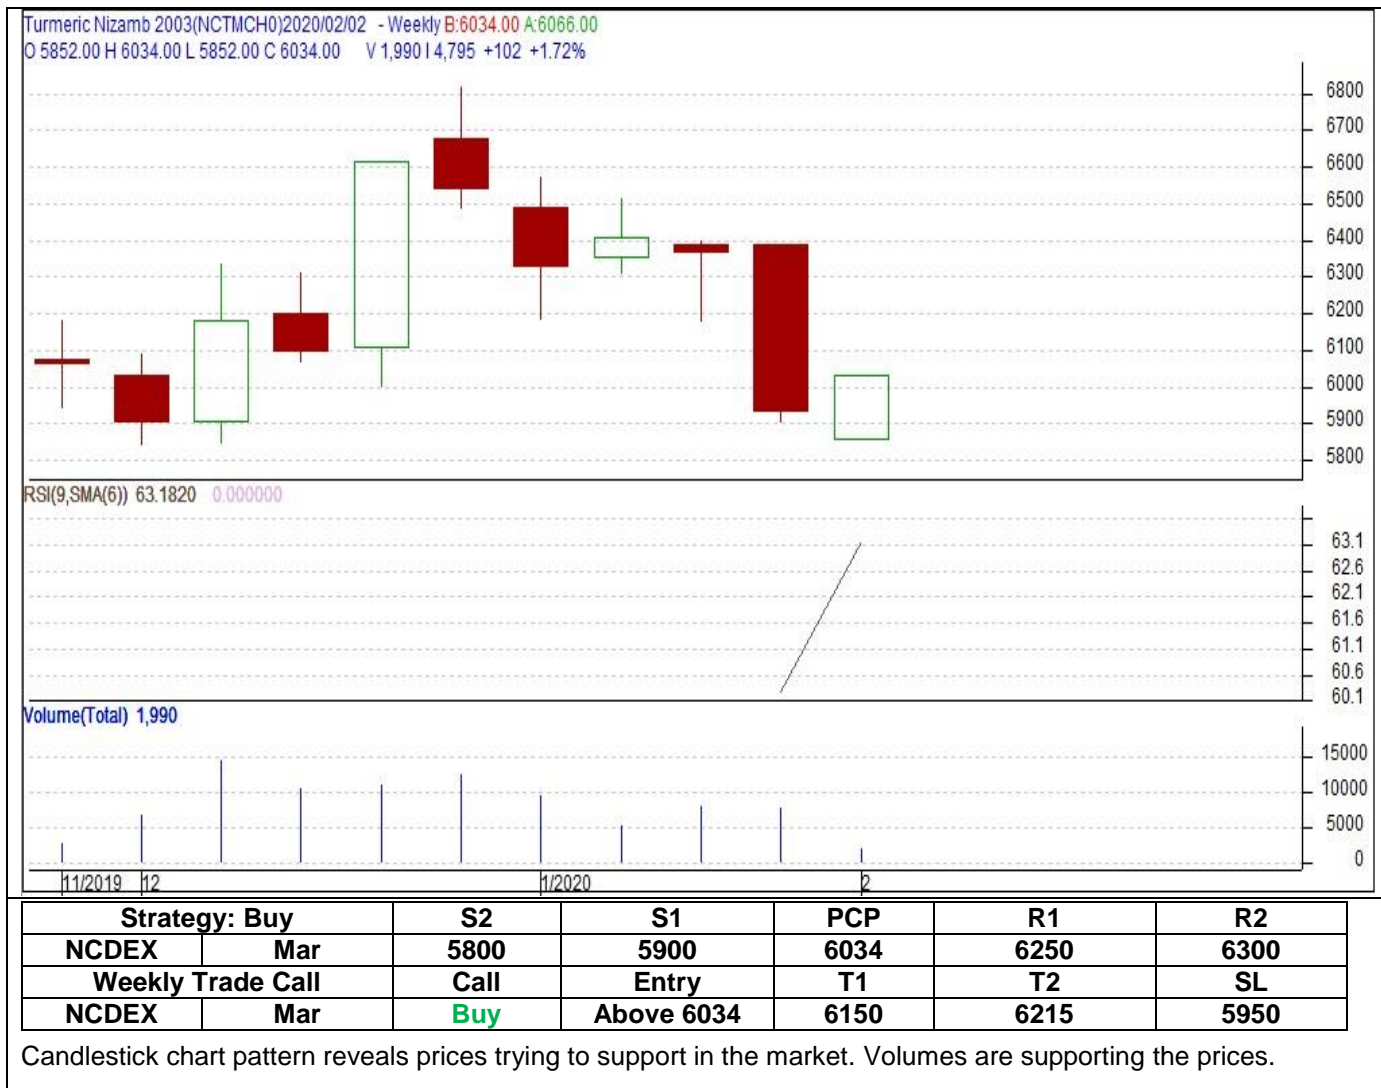 Turmeric Nizamb 2003(NCTMCH0)2020/02/02 - Weekly B:6034.00 A:6066.00
O 5852.00 H 6034.00 L 5852.00 C 6034.00 V 1,990 I 4,795 +102 +1.72%
6800
6700
6600
6500
6400
6300
6200
6100
6000
5900
5800
RSI(9,SMA(6)) 63.1820 0.000000
63.1
62.6
62.1
61.6
61.1
60.6
60.1
Volume(Total) 1,990
15000
10000
5000
0
11/2019 12 1/2020 2
Strategy: Buy S2 S1 PCP R1 R2
NCDEX Mar 5800 5900 6034 6250 6300
Weekly Trade Call Call Entry T1 T2 SL
NCDEX Mar Buy Above 6034 6150 6215 5950
Candlestick chart pattern reveals prices trying to support in the market. Volumes are supporting the prices.